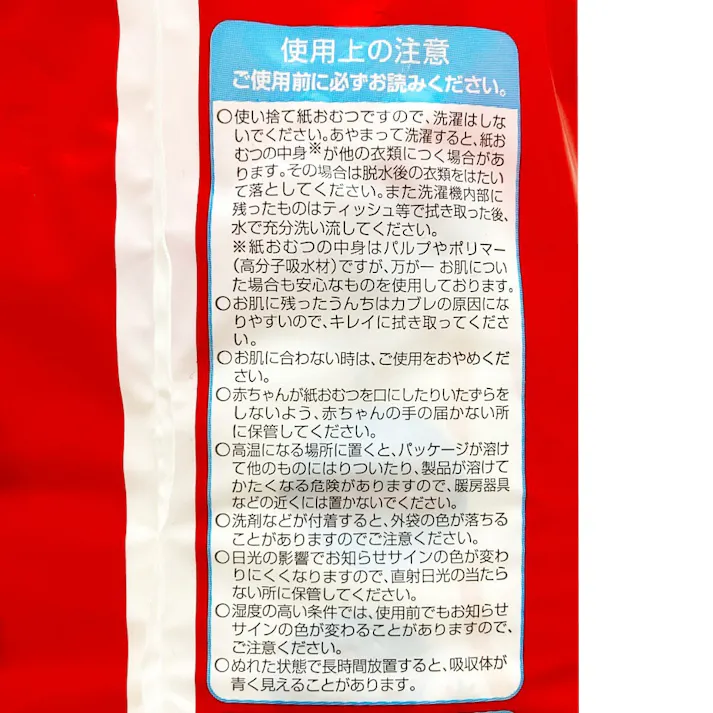 使用上の注意
ご使用前に必ずお読みください。
○使い捨て紙おむつですので、洗濯はしな
いでください。あやまって洗濯すると、紙お
むつの中身※が他の衣類につく場合があ
ります。その場合は脱水後の衣類をはたい
て落としてください。また洗濯機内部に
残ったものはティッシュ等で拭き取った後、
水で充分洗い流してください。
※紙おむつの中身はパルプやポリマー
(高分子吸水材)ですが、万が一 お肌につい
た場合も安心なものを使用しております。
○お肌に残ったうんちはカブレの原因にな
りやすいので、キレイに拭き取ってくださ
い。
○お肌に合わない時は、ご使用をおやめくだ
さい。
○赤ちゃんが紙おむつを口にしたりいたずらを
しないよう、赤ちゃんの手の届かない所
に保管してください。
○高温になる場所に置くと、パッケージが溶け
て他のものにはりついたり、製品が溶けて
かたくなる危険がありますので、暖房器具
などの近くには置かないでください。
○洗剤などが付着すると、外袋の色が落ちる
ことがありますのでご注意ください。
○日光の影響でお知らせサインの色が変わ
りにくくなりますので、直射日光の当たら
ない所に保管してください。
○湿度の高い条件では、使用前でもお知らせ
サインの色が変わることがありますので、
ご注意ください。
○ぬれた状態で長時間放置すると、吸収体が
青く見えることがあります。